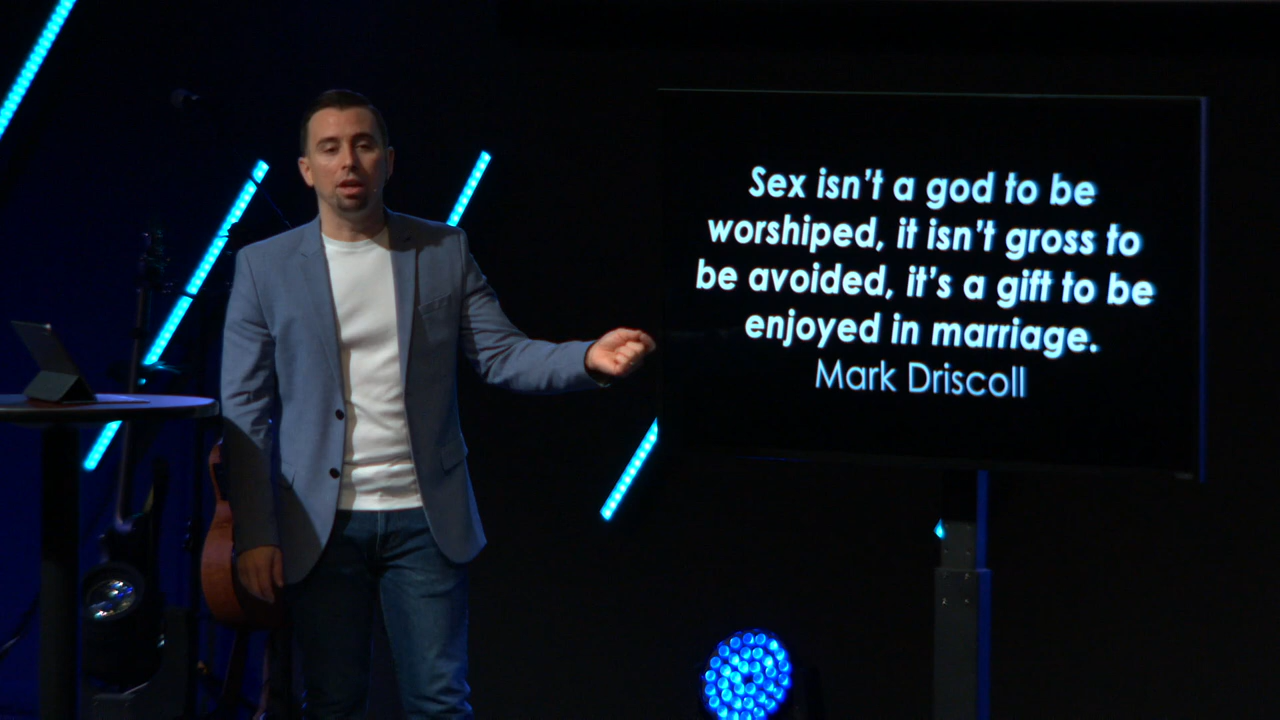 Sex isn't a god to be
worshiped, it isn't gross to
be avoided, it's a gift to be
enjoyed in marriage.
Mark Driscoll